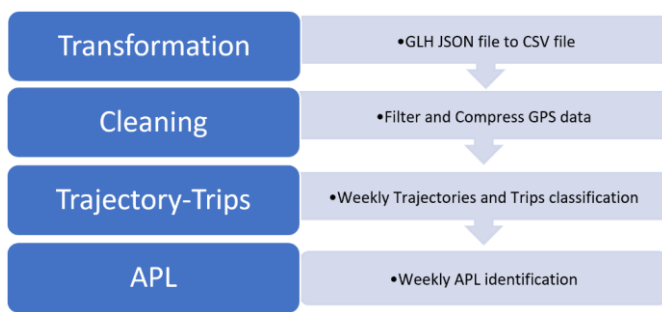 Transformation
•GLH JSON file to CSV file
Cleaning
•Filter and Compress GPS data
Trajectory-Trips
•Weekly Trajectories and Trips classification
APL
•Weekly APL identification